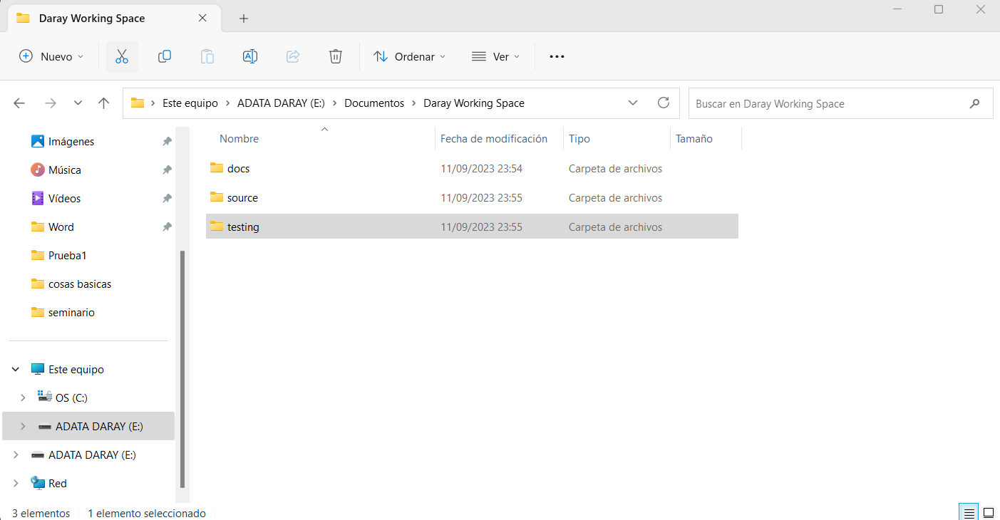 Daray Working Space
Nuevo Ordenar Ver
Este equipo ADATA DARAY (E:) Documentos Daray Working Space Buscar en Daray Working Space
Nombre Fecha de modificación Tipo Tamaño
docs 11/09/2023 23:54 Carpeta de archivos
source 11/09/2023 23:55 Carpeta de archivos
testing 11/09/2023 23:55 Carpeta de archivos
Imágenes
Música
Vídeos
Word
Prueba1
cosas basicas
seminario
Este equipo
OS (C:)
ADATA DARAY (E:)
ADATA DARAY (E:)
Red
3 elementos 1 elemento seleccionado